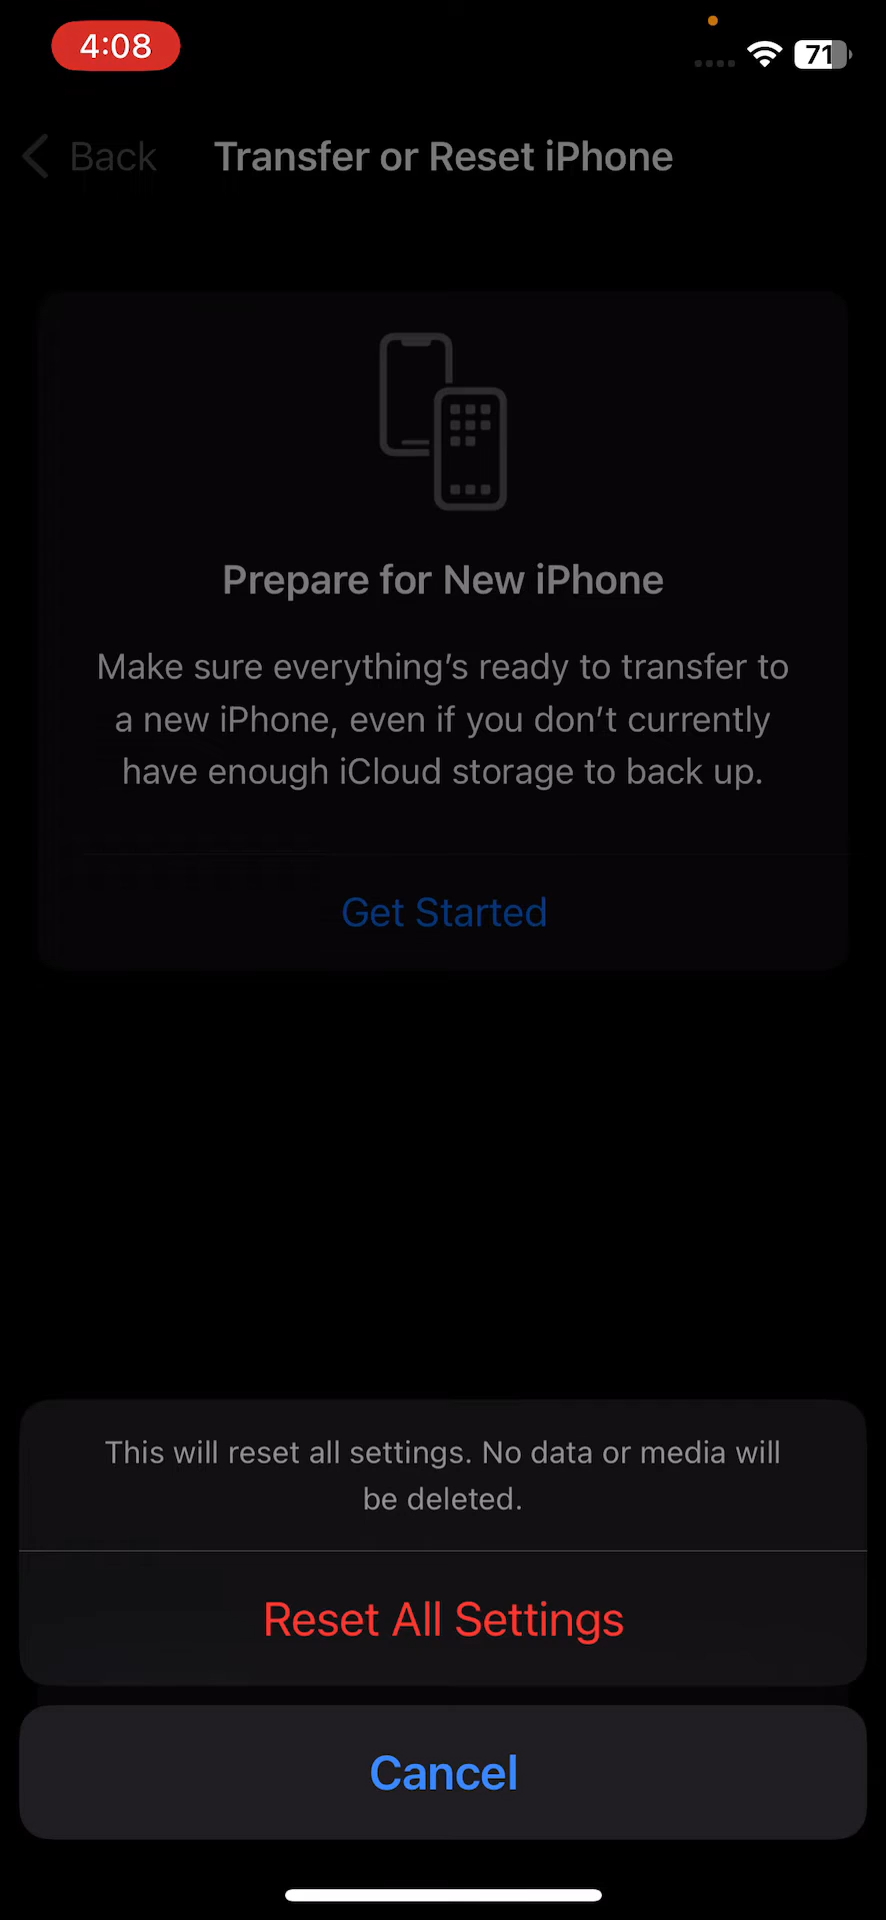 4:08
71
Back
Transfer or Reset iPhone
Prepare for New iPhone
Make sure everything’s ready to transfer to
a new iPhone, even if you don’t currently
have enough iCloud storage to back up.
Get Started
This will reset all settings. No data or media will
be deleted.
Reset All Settings
Cancel